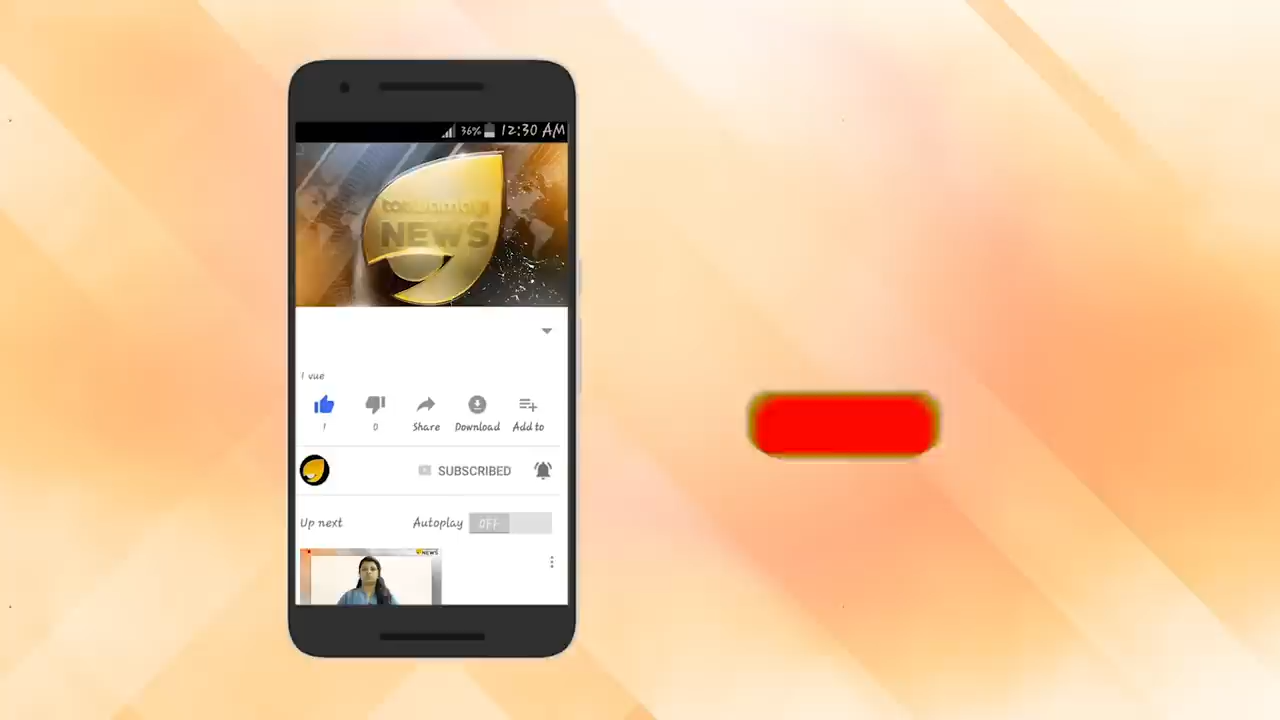 36% 12:30 AM
NEWS
1 vue
1 0 Share Download Add to
SUBSCRIBED
Up next Autoplay OFF
NEWS